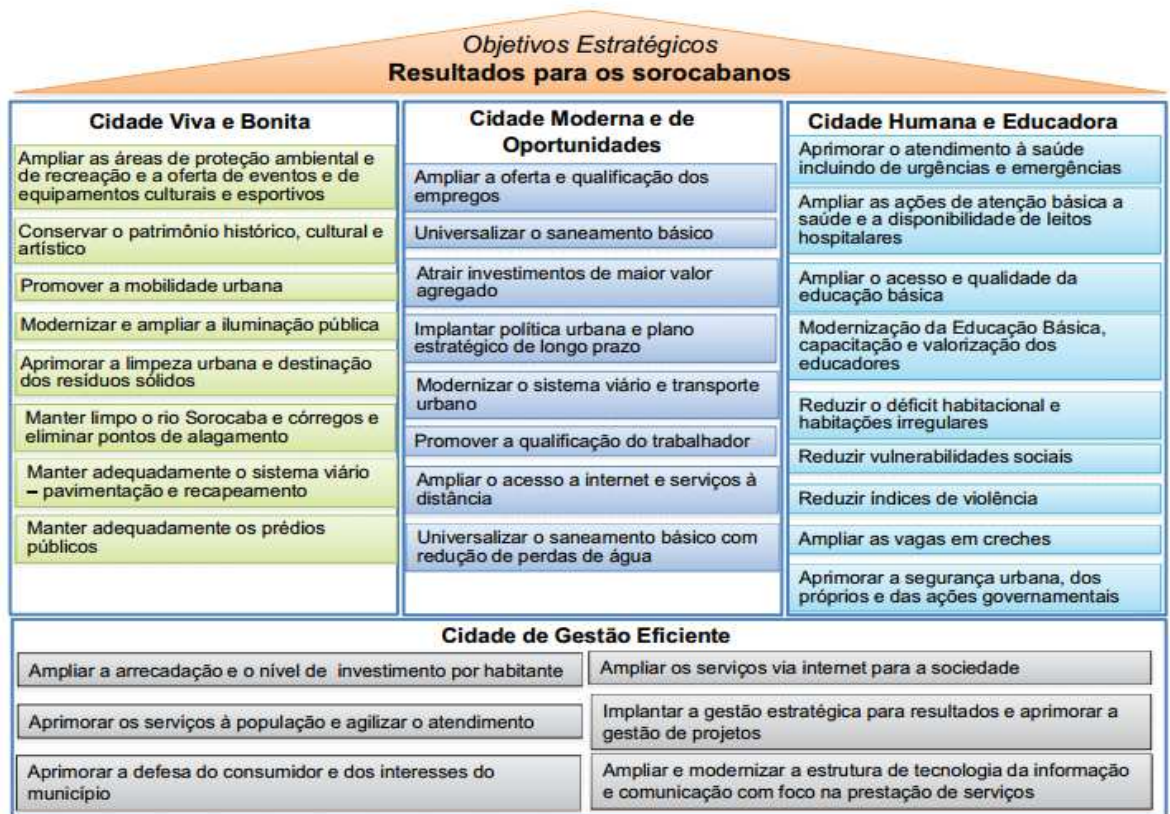 Objetivos Estratégicos
Resultados para os sorocabanos
Cidade Viva e Bonita
Ampliar as áreas de proteção ambiental e
de recreação e a oferta de eventos e de
equipamentos culturais e esportivos
Conservar o patrimônio histórico, cultural e
artístico
Promover a mobilidade urbana
Modernizar e ampliar a iluminação pública
Aprimorar a limpeza urbana e destinação
dos resíduos sólidos
Manter limpo o rio Sorocaba e córregos e
eliminar pontos de alagamento
Manter adequadamente o sistema viário
– pavimentação e recapeamento
Manter adequadamente os prédios
públicos
Cidade Moderna e de
Oportunidades
Ampliar a oferta e qualificação dos
empregos
Universalizar o saneamento básico
Atrair investimentos de maior valor
agregado
Implantar política urbana e plano
estratégico de longo prazo
Modernizar o sistema viário e transporte
urbano
Promover a qualificação do trabalhador
Ampliar o acesso a internet e serviços à
distância
Universalizar o saneamento básico com
redução de perdas de água
Cidade Humana e Educadora
Aprimorar o atendimento à saúde
incluindo de urgências e emergências
Ampliar as ações de atenção básica a
saúde e a disponibilidade de leitos
hospitalares
Ampliar o acesso e qualidade da
educação básica
Modernização da Educação Básica,
capacitação e valorização dos
educadores
Reduzir o déficit habitacional e
habitações irregulares
Reduzir vulnerabilidades sociais
Reduzir índices de violência
Ampliar as vagas em creches
Aprimorar a segurança urbana, dos
próprios e das ações governamentais
Cidade de Gestão Eficiente
Ampliar a arrecadação e o nível de investimento por habitante
Aprimorar os serviços à população e agilizar o atendimento
Aprimorar a defesa do consumidor e dos interesses do
município
Ampliar os serviços via internet para a sociedade
Implantar a gestão estratégica para resultados e aprimorar a
gestão de projetos
Ampliar e modernizar a estrutura de tecnologia da informação
e comunicação com foco na prestação de serviços